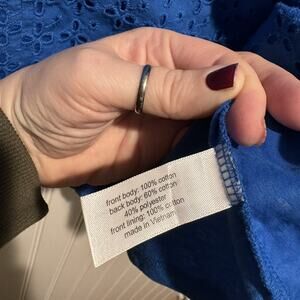 front body: 100% cotton
back body: 60% cotton
40% polyester
front lining: 100% cotton
made in Vietnam